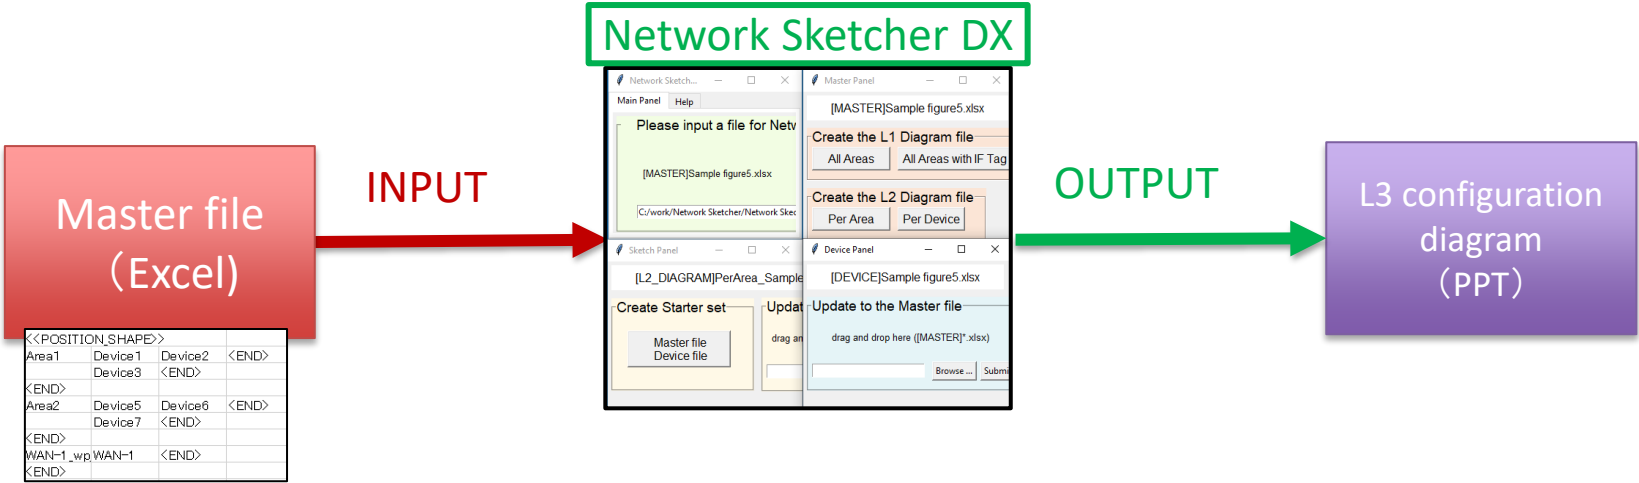 Network Sketcher DX
Master file
（Excel)
<<POSITION_SHAPE>>
Area1 Device1 Device2 <END>
Device3 <END>
<END>
Area2 Device5 Device6 <END>
Device7 <END>
<END>
WAN-1_wp WAN-1 <END>
<END>
INPUT
Network Sketch...
Main Panel Help
Please input a file for Netw
[MASTER]Sample figure5.xlsx
C:/work/Network Sketcher/Network Skec
Master Panel
[MASTER]Sample figure5.xlsx
Create the L1 Diagram file
All Areas All Areas with IF Tag
Create the L2 Diagram file
Per Area Per Device
Sketch Panel
[L2_DIAGRAM]PerArea_Sample
Create Starter set
Master file
Device file
Updat
drag an
Device Panel
[DEVICE]Sample figure5.xlsx
Update to the Master file
drag and drop here ([MASTER]*.xlsx)
Browse ... Submi
OUTPUT
L3 configuration
diagram
（PPT）